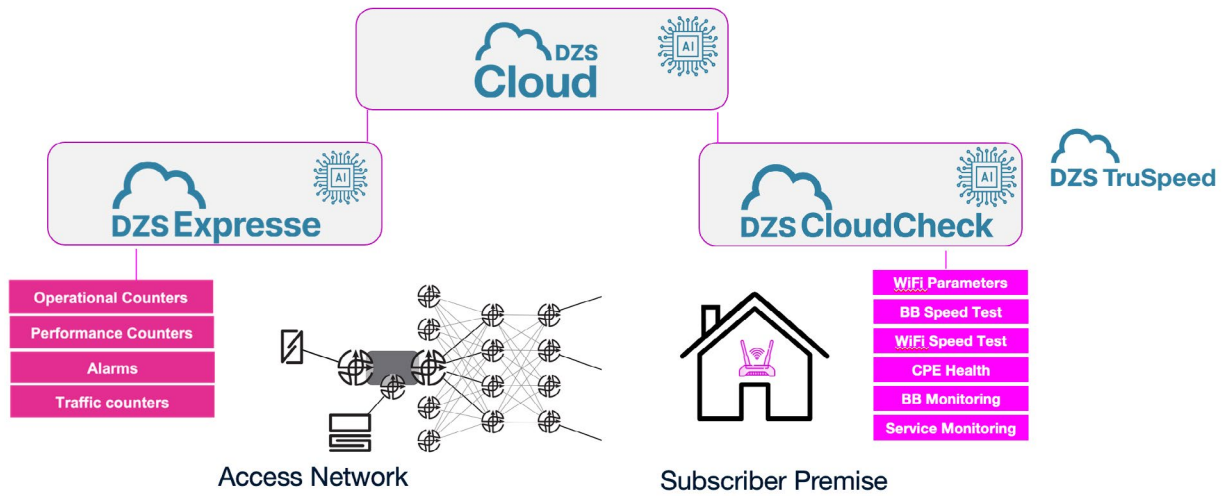 DZS
Cloud
AI
AI
DZS Expresse
AI
DZS CloudCheck
DZS TruSpeed
Operational Counters
Performance Counters
Alarms
Traffic counters
WiFi Parameters
BB Speed Test
WiFi Speed Test
CPE Health
BB Monitoring
Service Monitoring
Access Network
Subscriber Premise